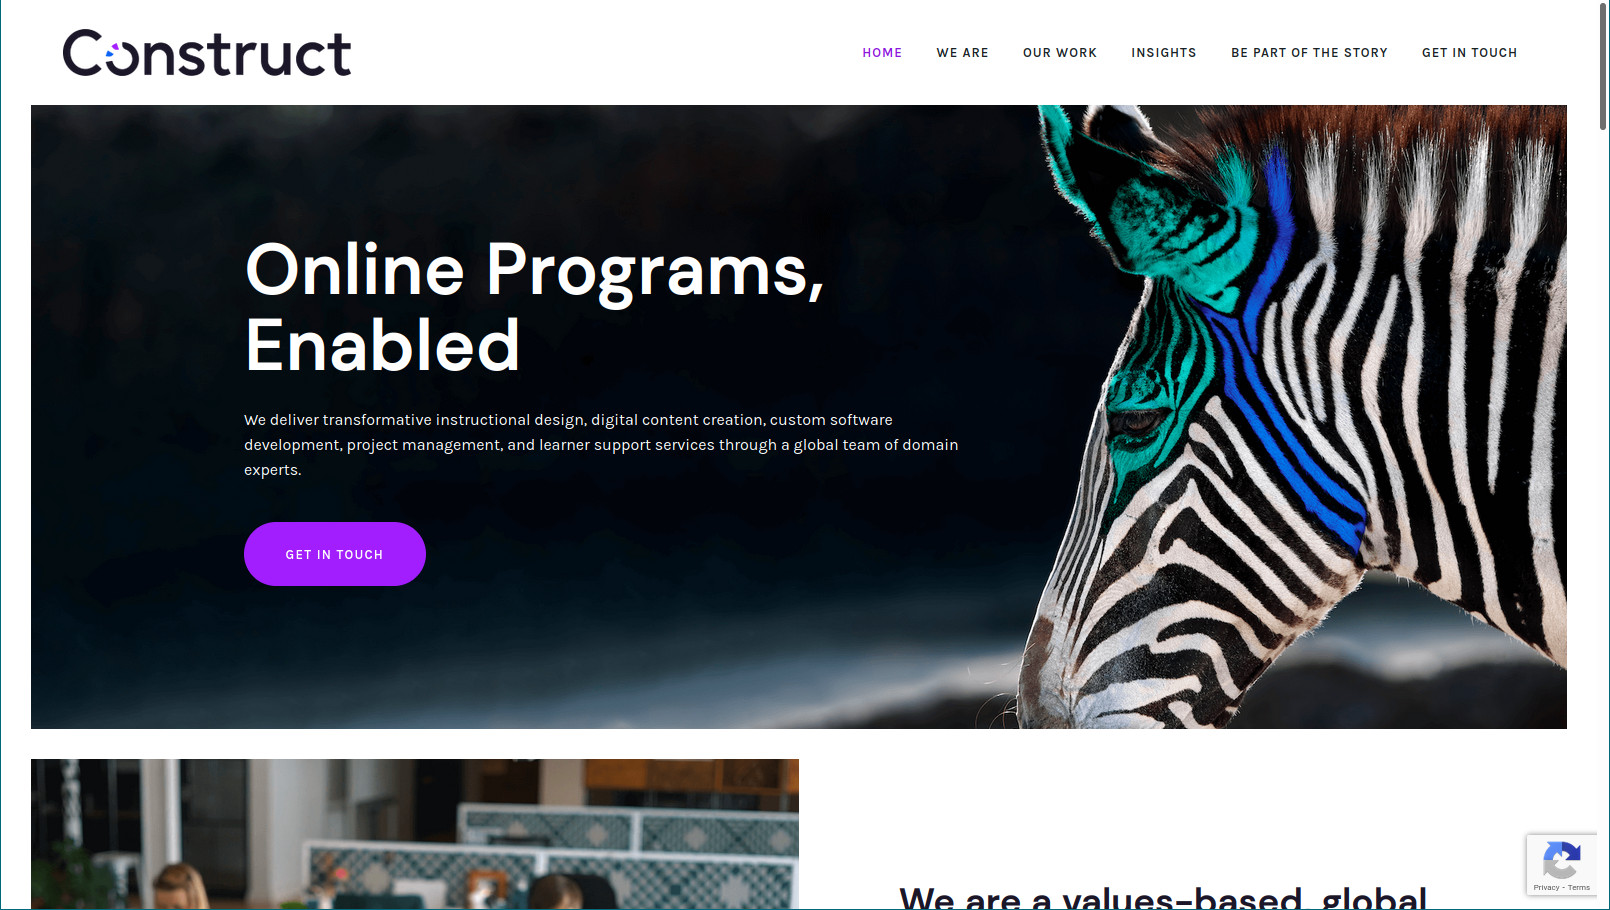 Construct
HOME WE ARE OUR WORK INSIGHTS BE PART OF THE STORY GET IN TOUCH
Online Programs,
Enabled
We deliver transformative instructional design, digital content creation, custom software
development, project management, and learner support services through a global team of domain
experts.
GET IN TOUCH
We are a values-based, global
Privacy - Terms